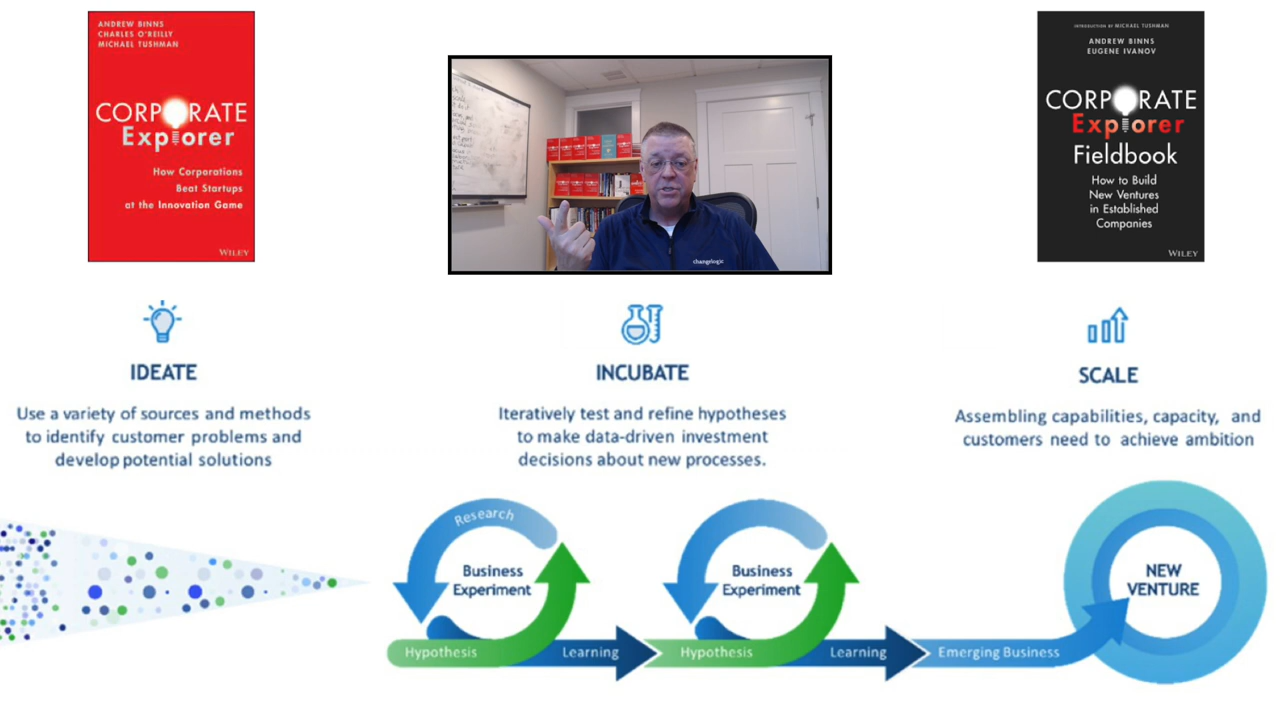 ANDREW BINNS
CHARLES O'REILLY
MICHAEL TUSHMAN
CORPORATE
Explorer
How Corporations
Beat Startups
at the Innovation Game
WILEY
changelogic
INTRODUCTION BY MICHAEL TUSHMAN
ANDREW BINNS
EUGENE IVANOV
CORPORATE
Explorer
Fieldbook
How to Build
New Ventures
in Established
Companies
WILEY
IDEATE
Use a variety of sources and methods
to identify customer problems and
develop potential solutions
INCUBATE
Iteratively test and refine hypotheses
to make data-driven investment
decisions about new processes.
SCALE
Assembling capabilities, capacity, and
customers need to achieve ambition
Research
Business
Experiment
Hypothesis
Learning
Business
Experiment
Hypothesis
Learning
Emerging Business
NEW
VENTURE